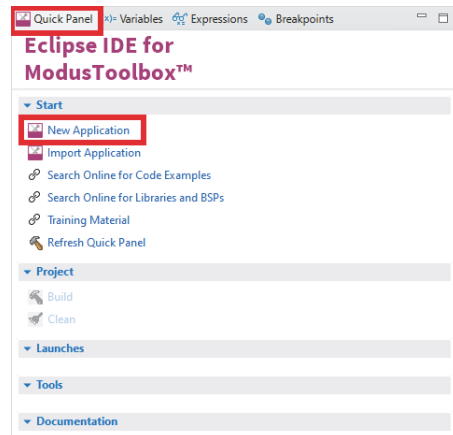 Quick Panel (x)= Variables Expressions Breakpoints
Eclipse IDE for
ModusToolbox™
Start
New Application
Import Application
Search Online for Code Examples
Search Online for Libraries and BSPs
Training Material
Refresh Quick Panel
Project
Build
Clean
Launches
Tools
Documentation